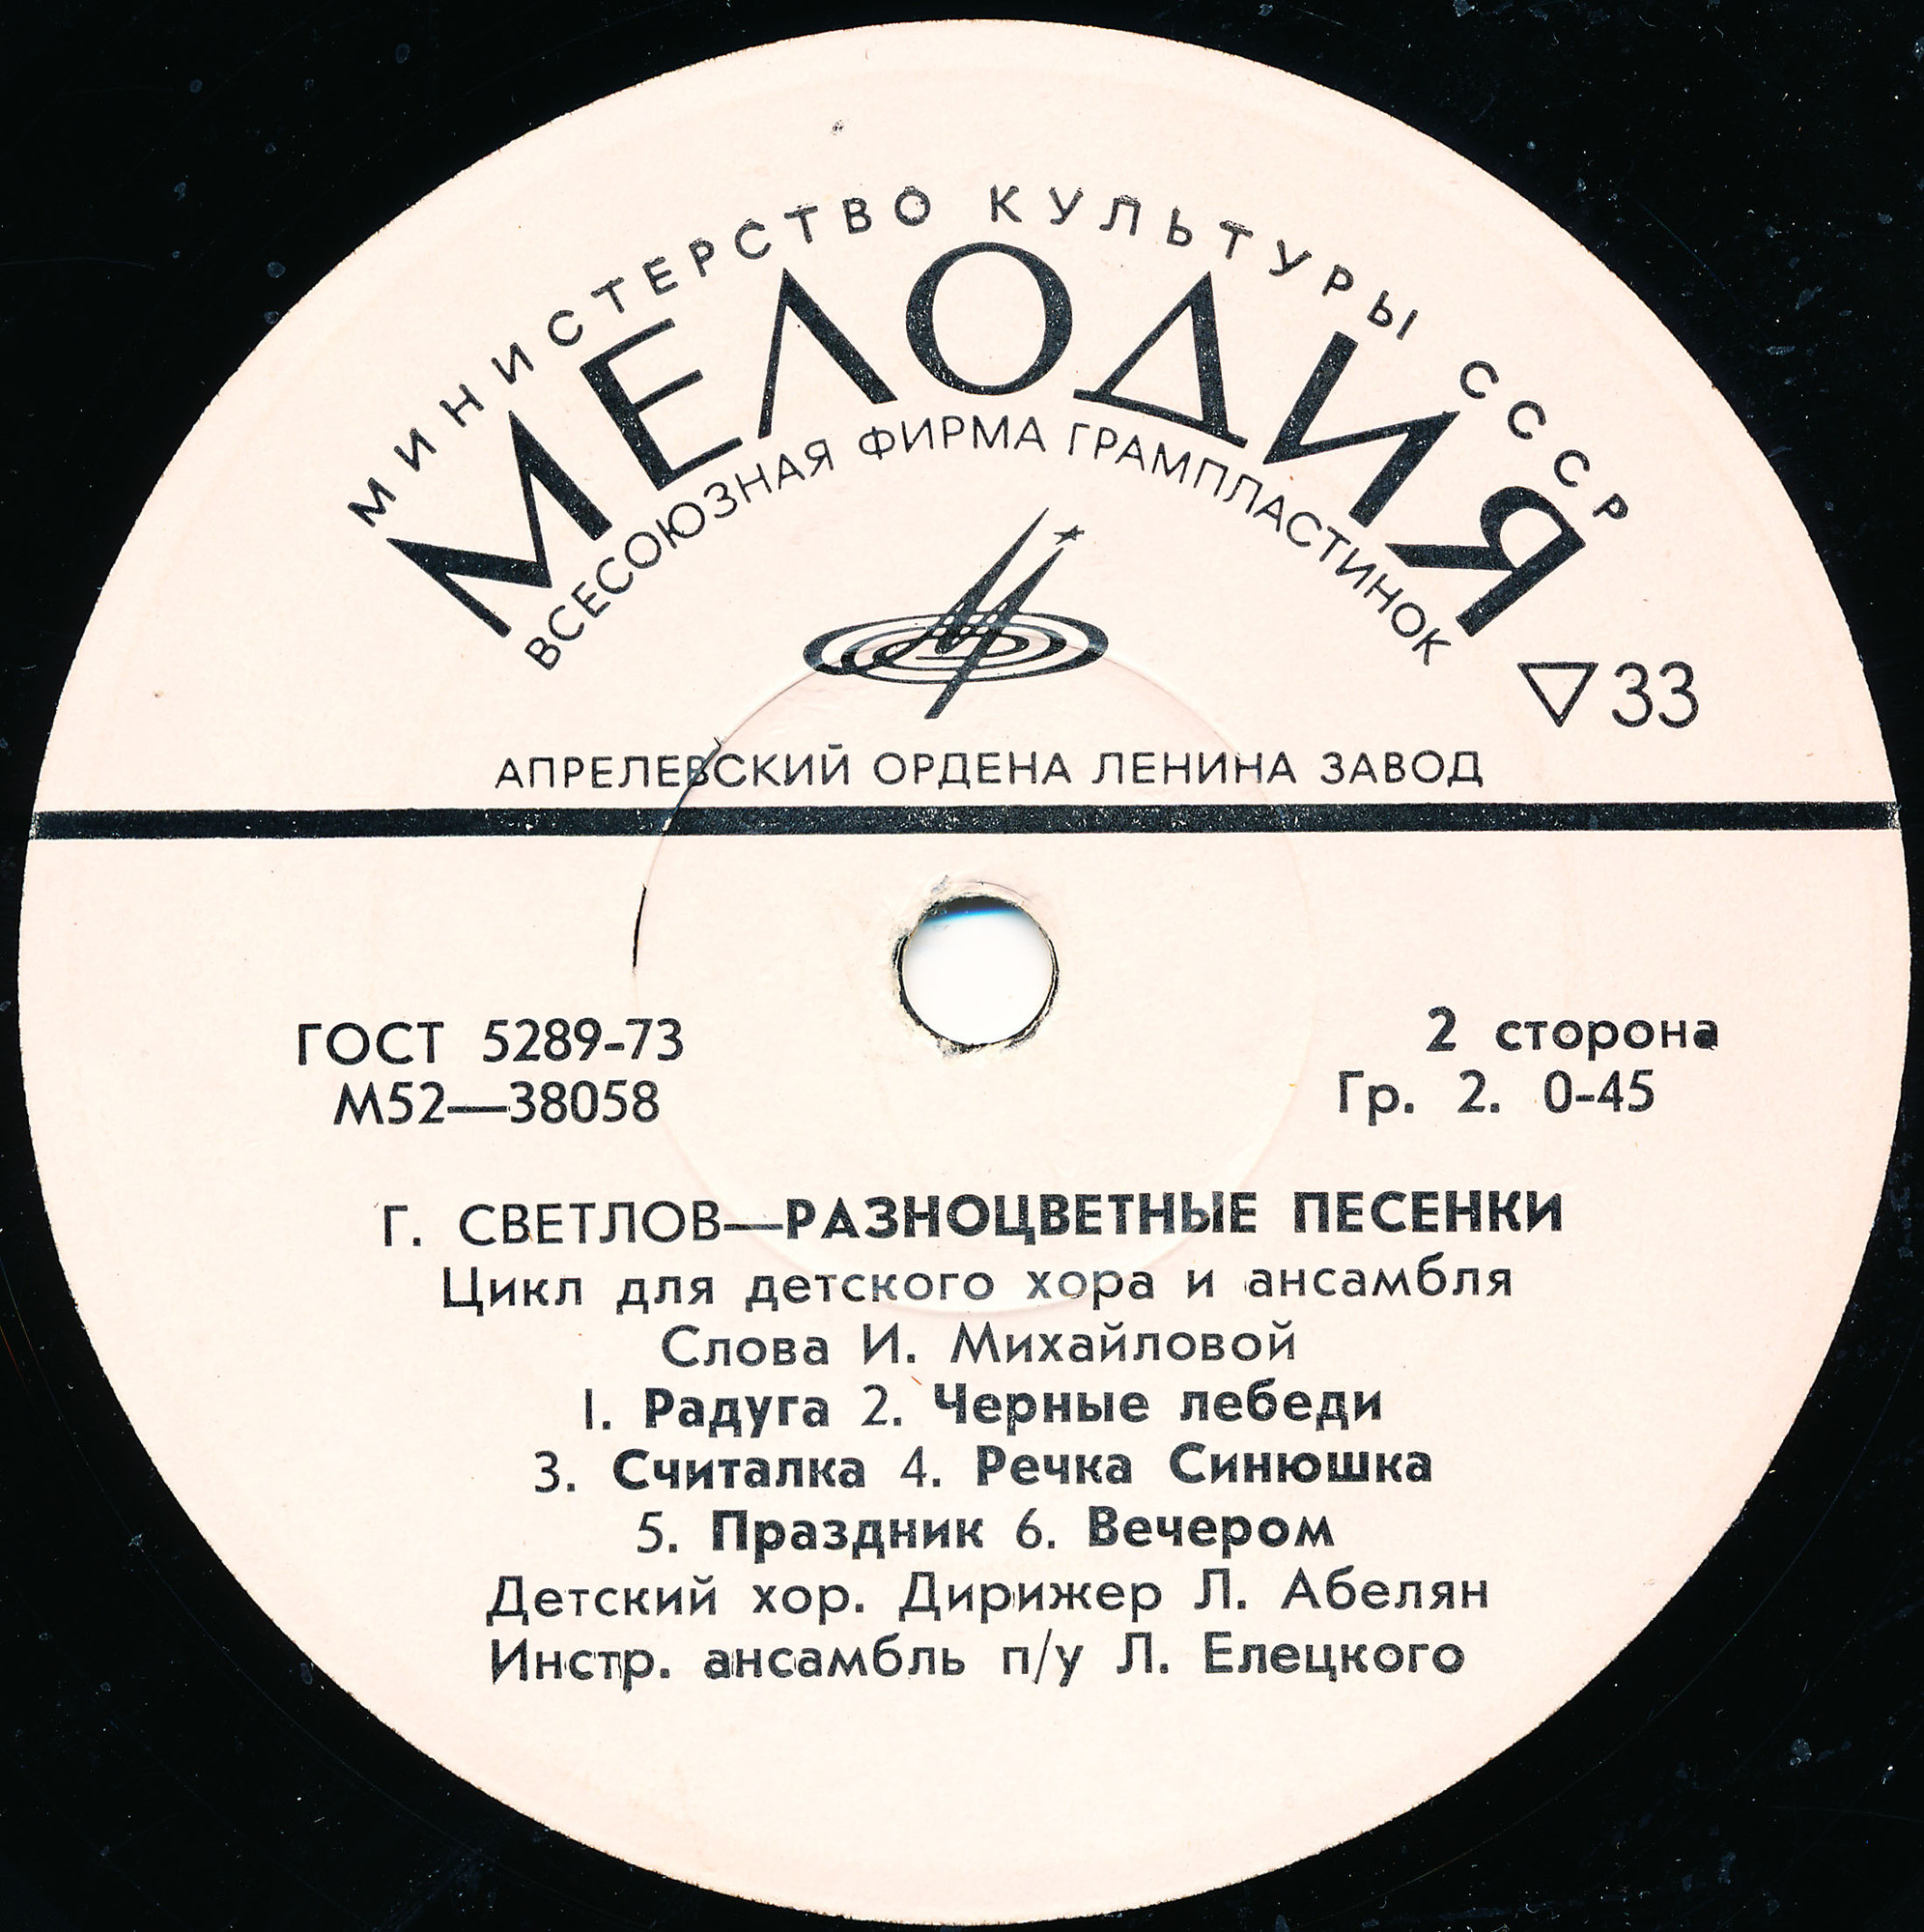 МИНИСТЕРСТВО КУЛЬТУРЫ СССР
МЕЛОДИЯ
ВСЕСОЮЗНАЯ ФИРМА ГРАМПЛАСТИНОК
33
АПРЕЛЕВСКИЙ ОРДЕНА ЛЕНИНА ЗАВОД
ГОСТ 5289-73
М52—38058
2 сторона
Гр. 2. 0-45
Г. СВЕТЛОВ—РАЗНОЦВЕТНЫЕ ПЕСЕНКИ
Цикл для детского хора и ансамбля
Слова И. Михайловой
1. Радуга 2. Черные лебеди
3. Считалка 4. Речка Синюшка
5. Праздник 6. Вечером
Детский хор. Дирижер Л. Абелян
Инстр. ансамбль п/у Л. Елецкого